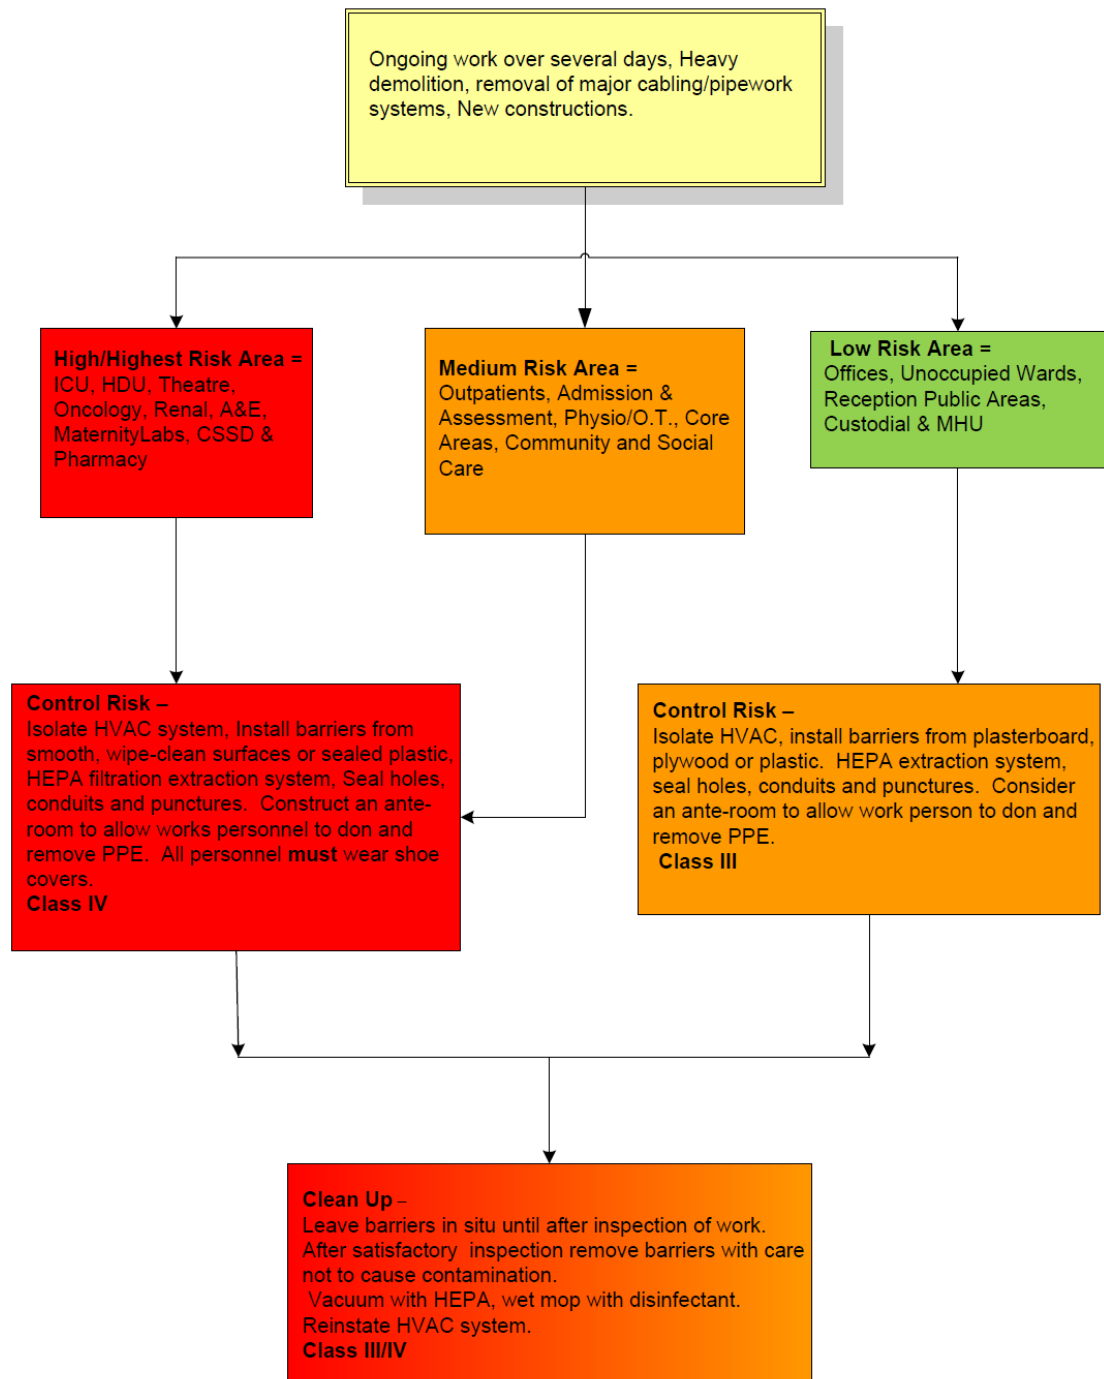 Ongoing work over several days, Heavy
demolition, removal of major cabling/pipework
systems, New constructions.
High/Highest Risk Area =
ICU, HDU, Theatre,
Oncology, Renal, A&E,
MaternityLabs, CSSD &
Pharmacy
Medium Risk Area =
Outpatients, Admission &
Assessment, Physio/O.T., Core
Areas, Community and Social
Care
Low Risk Area =
Offices, Unoccupied Wards,
Reception Public Areas,
Custodial & MHU
Control Risk –
Isolate HVAC system, Install barriers from
smooth, wipe-clean surfaces or sealed plastic,
HEPA filtration extraction system, Seal holes,
conduits and punctures.  Construct an ante-
room to allow works personnel to don and
remove PPE.  All personnel must wear shoe
covers.
Class IV
Control Risk –
Isolate HVAC, install barriers from plasterboard,
plywood or plastic.  HEPA extraction system,
seal holes, conduits and punctures.  Consider
an ante-room to allow work person to don and
remove PPE.
Class III
Clean Up –
Leave barriers in situ until after inspection of work.
After satisfactory  inspection remove barriers with care
not to cause contamination.
Vacuum with HEPA, wet mop with disinfectant.
Reinstate HVAC system.
Class III/IV